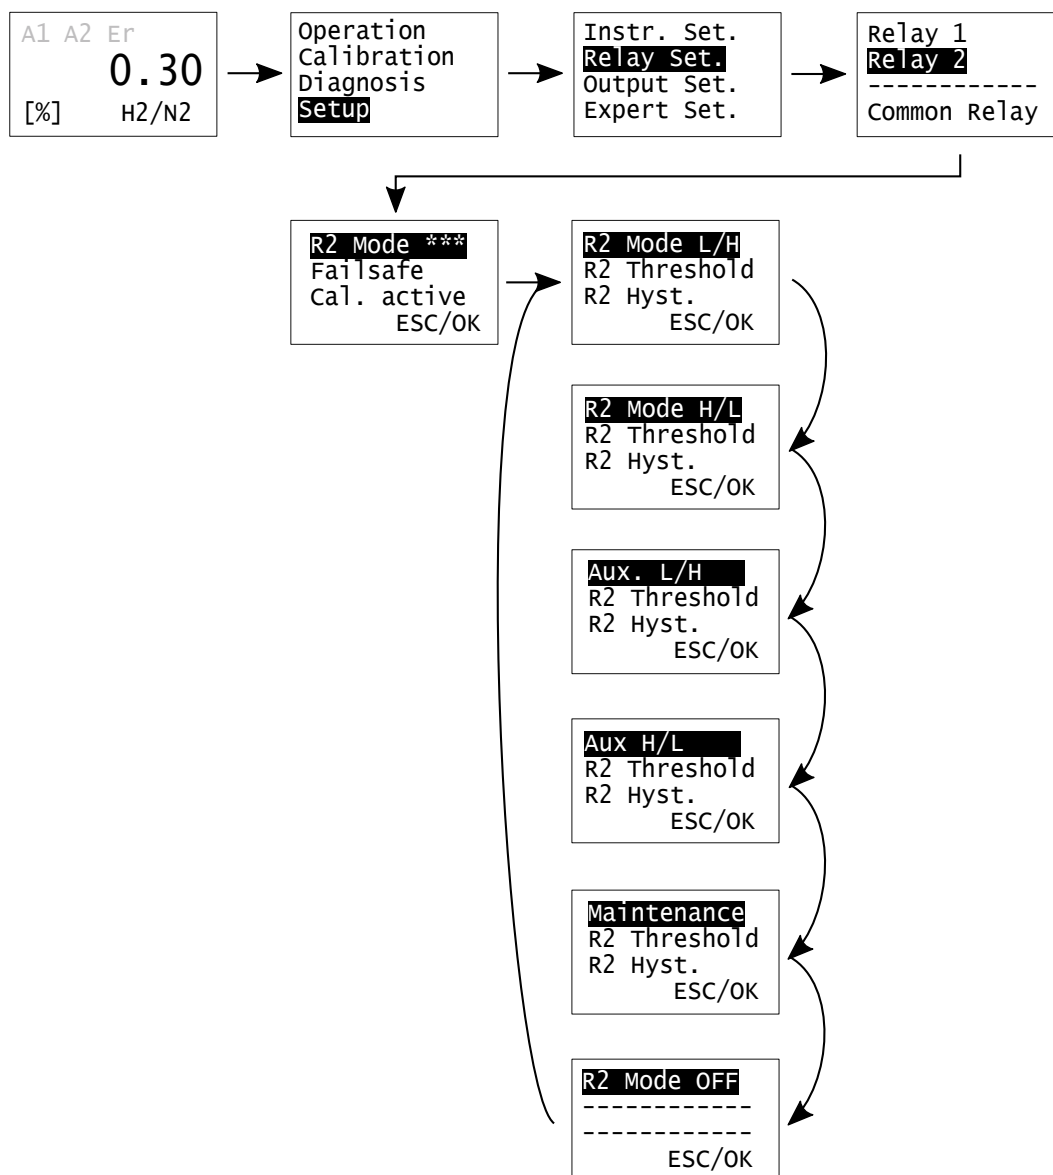 A1 A2 Er
0.30
[%] H2/N2
Operation
Calibration
Diagnosis
Setup
Instr. Set.
Relay Set.
Output Set.
Expert Set.
Relay 1
Relay 2
------------
Common Relay
R2 Mode ***
Failsafe
Cal. active
ESC/OK
R2 Mode L/H
R2 Threshold
R2 Hyst.
ESC/OK
R2 Mode H/L
R2 Threshold
R2 Hyst.
ESC/OK
Aux. L/H
R2 Threshold
R2 Hyst.
ESC/OK
Aux H/L
R2 Threshold
R2 Hyst.
ESC/OK
Maintenance
R2 Threshold
R2 Hyst.
ESC/OK
R2 Mode OFF
------------
------------
ESC/OK